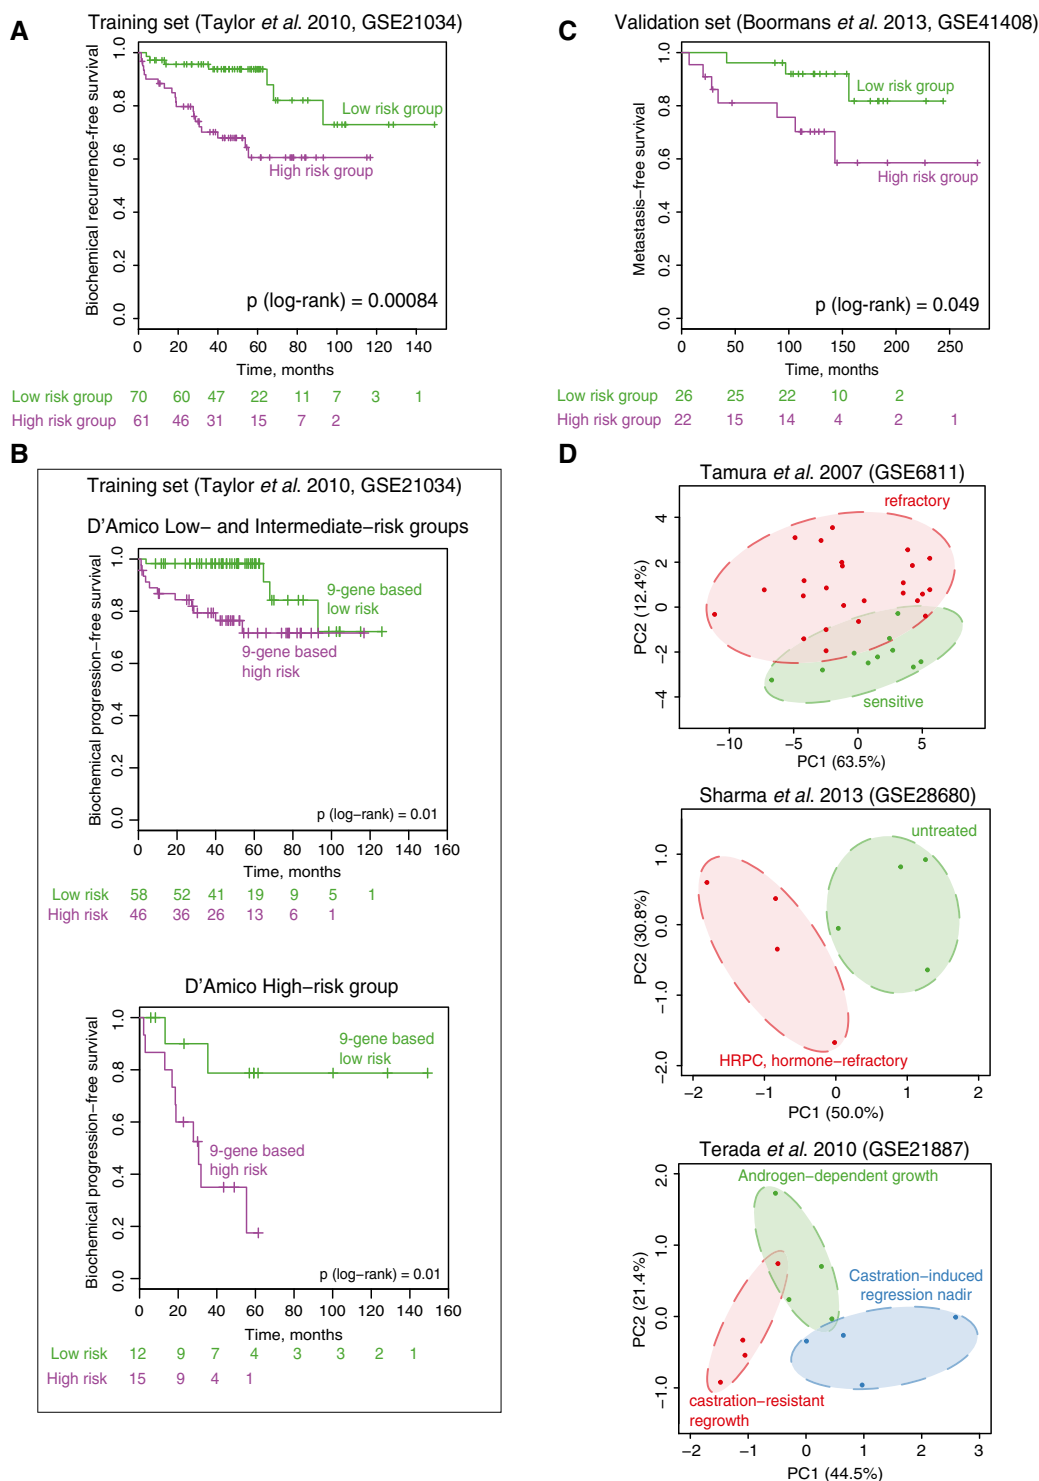 A
Training set (Taylor et al. 2010, GSE21034)
Biochemical recurrence-free survival
1.0
0.8
0.6
0.4
0.2
0.0
Low risk group
High risk group
p (log-rank) = 0.00084
0 20 40 60 80 100 120 140
Time, months
Low risk group 70 60 47 22 11 7 3 1
High risk group 61 46 31 15 7 2
B
Training set (Taylor et al. 2010, GSE21034)
D'Amico Low− and Intermediate−risk groups
Biochemical progression−free survival
1.0
0.8
0.6
0.4
0.2
0.0
9-gene based
low risk
9-gene based
high risk
p (log−rank) = 0.01
0 20 40 60 80 100 120 140 160
Time, months
Low risk 58 52 41 19 9 5 1
High risk 46 36 26 13 6 1
D'Amico High−risk group
Biochemical progression−free survival
1.0
0.8
0.6
0.4
0.2
0.0
9-gene based
low risk
9-gene based
high risk
p (log−rank) = 0.01
0 20 40 60 80 100 120 140 160
Time, months
Low risk 12 9 7 4 3 3 2 1
High risk 15 9 4 1
C
Validation set (Boormans et al. 2013, GSE41408)
Metastasis−free survival
1.0
0.8
0.6
0.4
0.2
0.0
Low risk group
High risk group
p (log-rank) = 0.049
0 50 100 150 200 250
Time, months
Low risk group 26 25 22 10 2
High risk group 22 15 14 4 2 1
D
Tamura et al. 2007 (GSE6811)
refractory
PC2 (12.4%)
4
2
0
−2
−4
sensitive
−10 −5 0 5
PC1 (63.5%)
Sharma et al. 2013 (GSE28680)
untreated
PC2 (30.8%)
1.0
0.0
−1.0
−2.0
HRPC, hormone−refractory
−2 −1 0 1 2
PC1 (50.0%)
Terada et al. 2010 (GSE21887)
Androgen−dependent growth
PC2 (21.4%)
2.0
1.0
0.0
−1.0
Castration−induced
regression nadir
castration-resistant
regrowth
−2 −1 0 1 2 3
PC1 (44.5%)